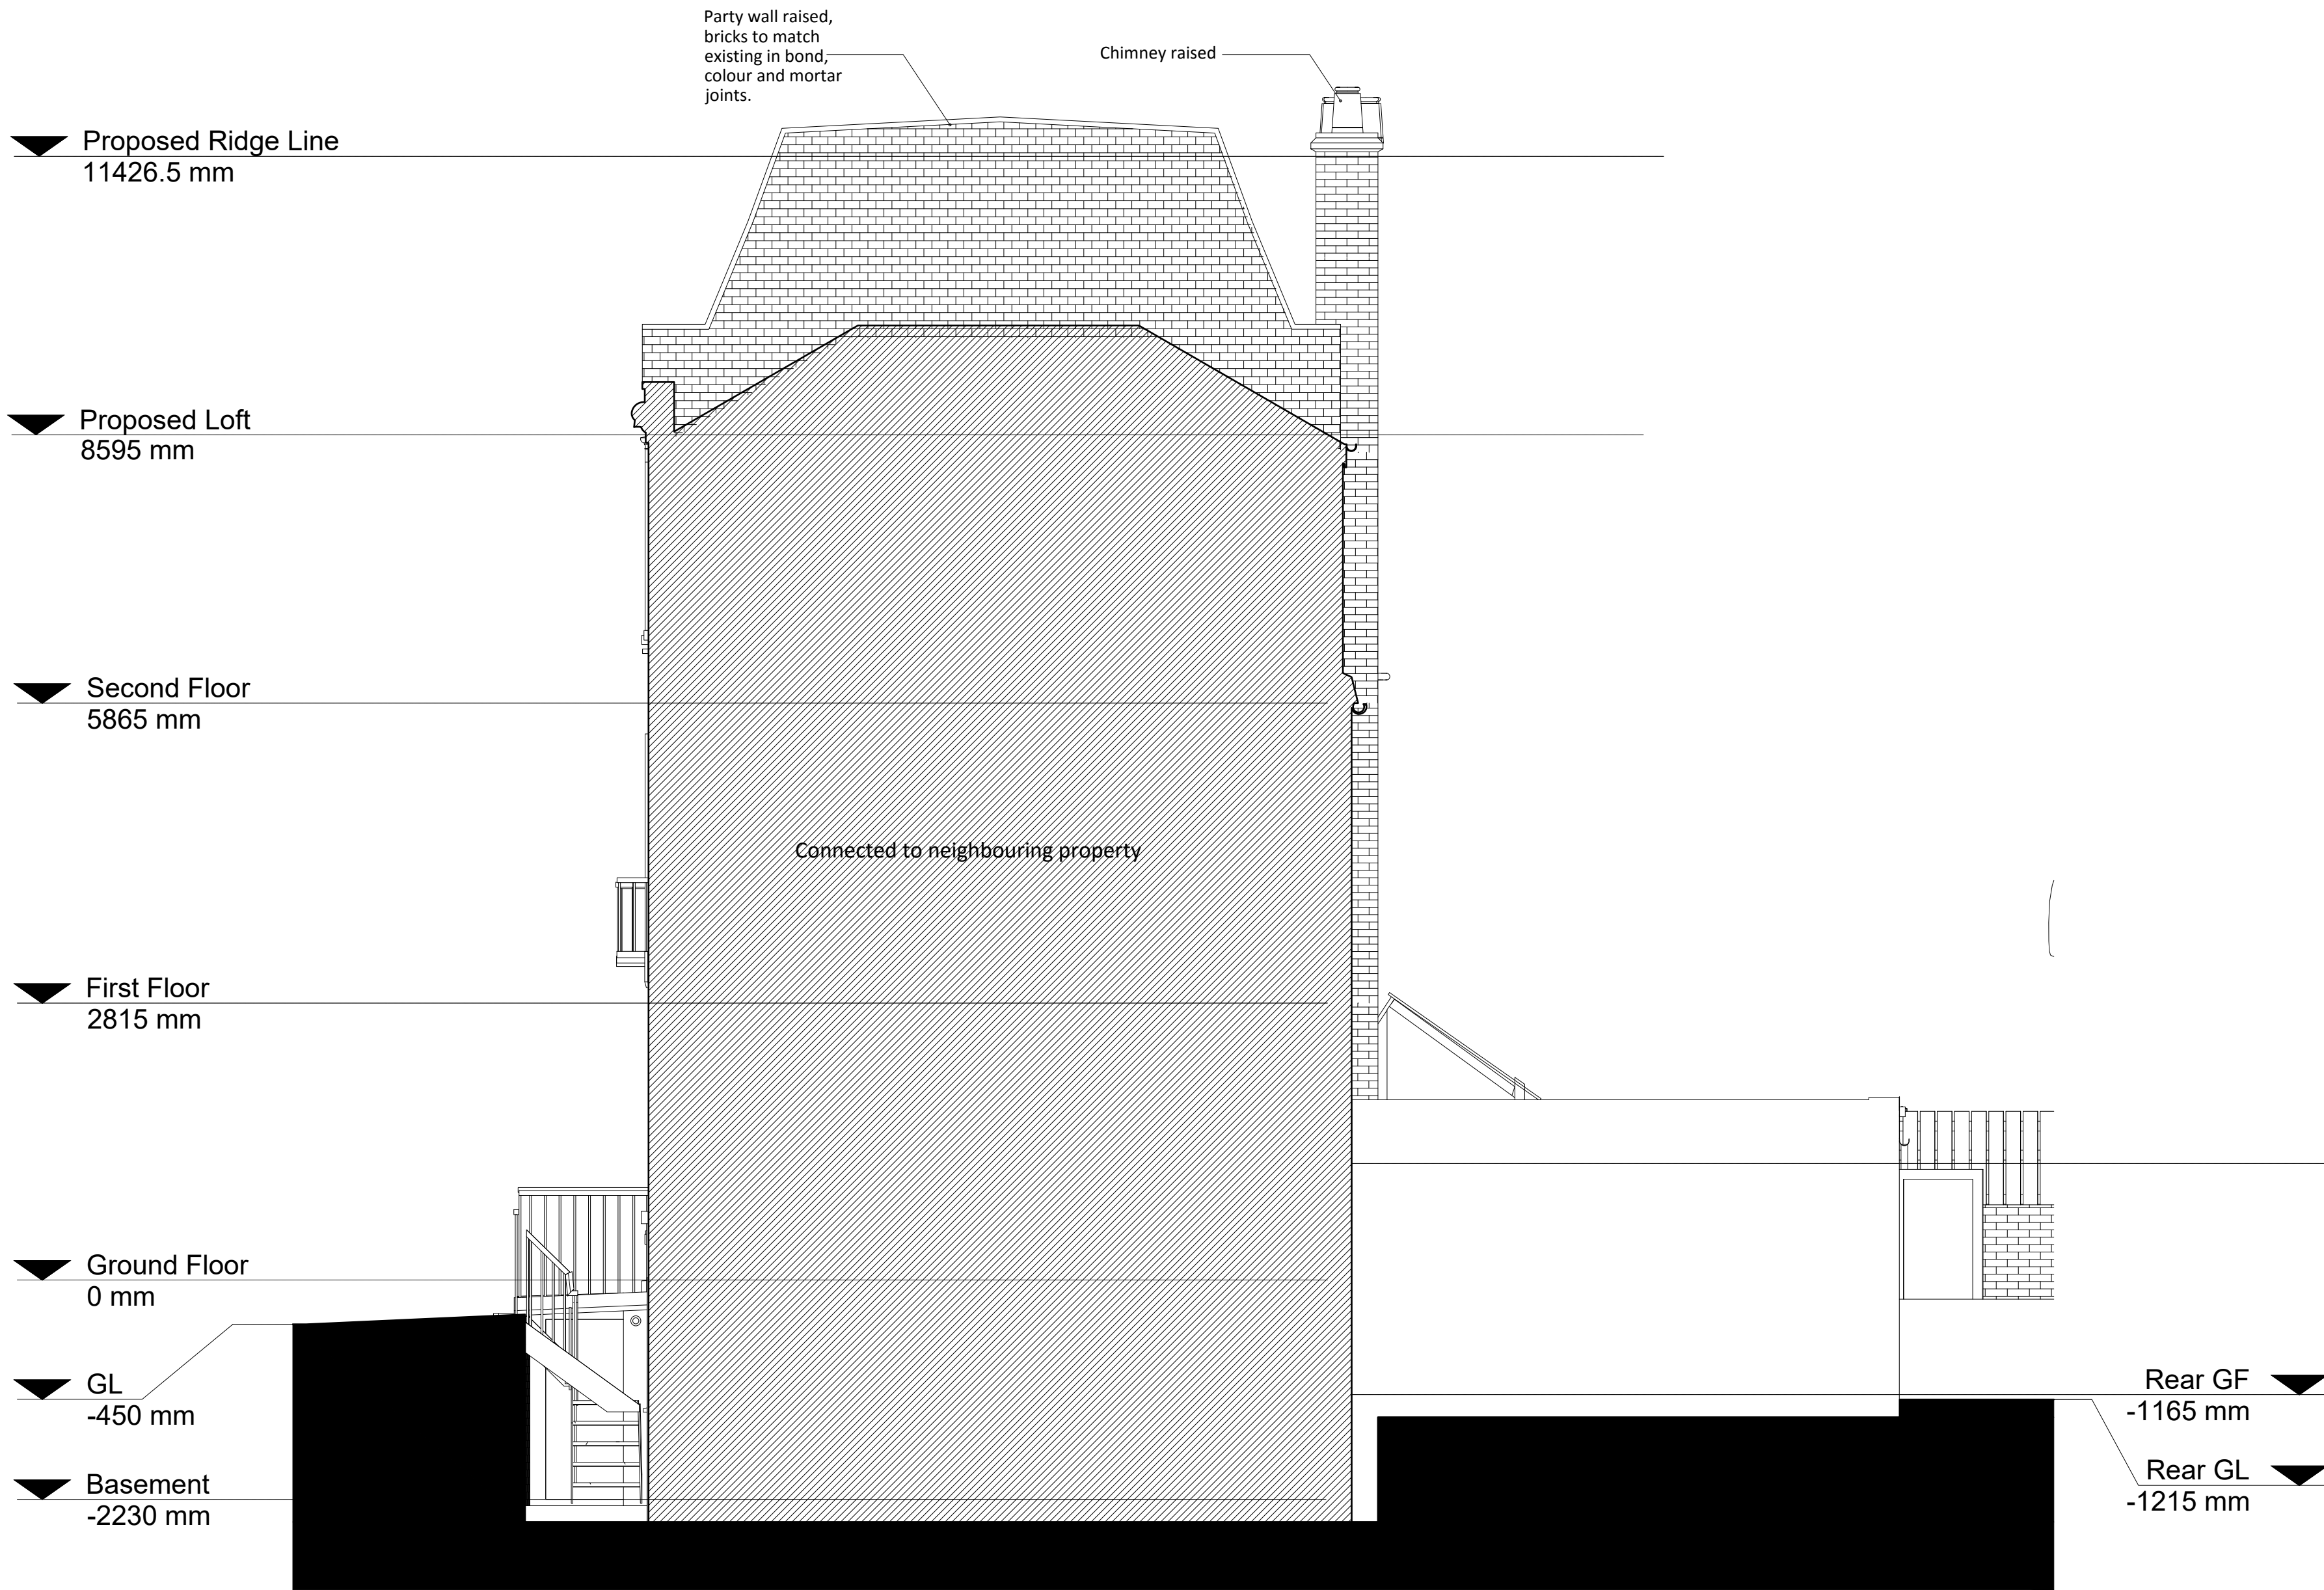 Party wall raised,
bricks to match
existing in bond,
colour and mortar
joints.
Chimney raised
Proposed Ridge Line
11426.5 mm
Proposed Loft
8595 mm
Second Floor
5865 mm
Connected to neighbouring property
First Floor
2815 mm
Ground Floor
0 mm
GL
-450 mm
Rear GF
-1165 mm
Basement
-2230 mm
Rear GL
-1215 mm